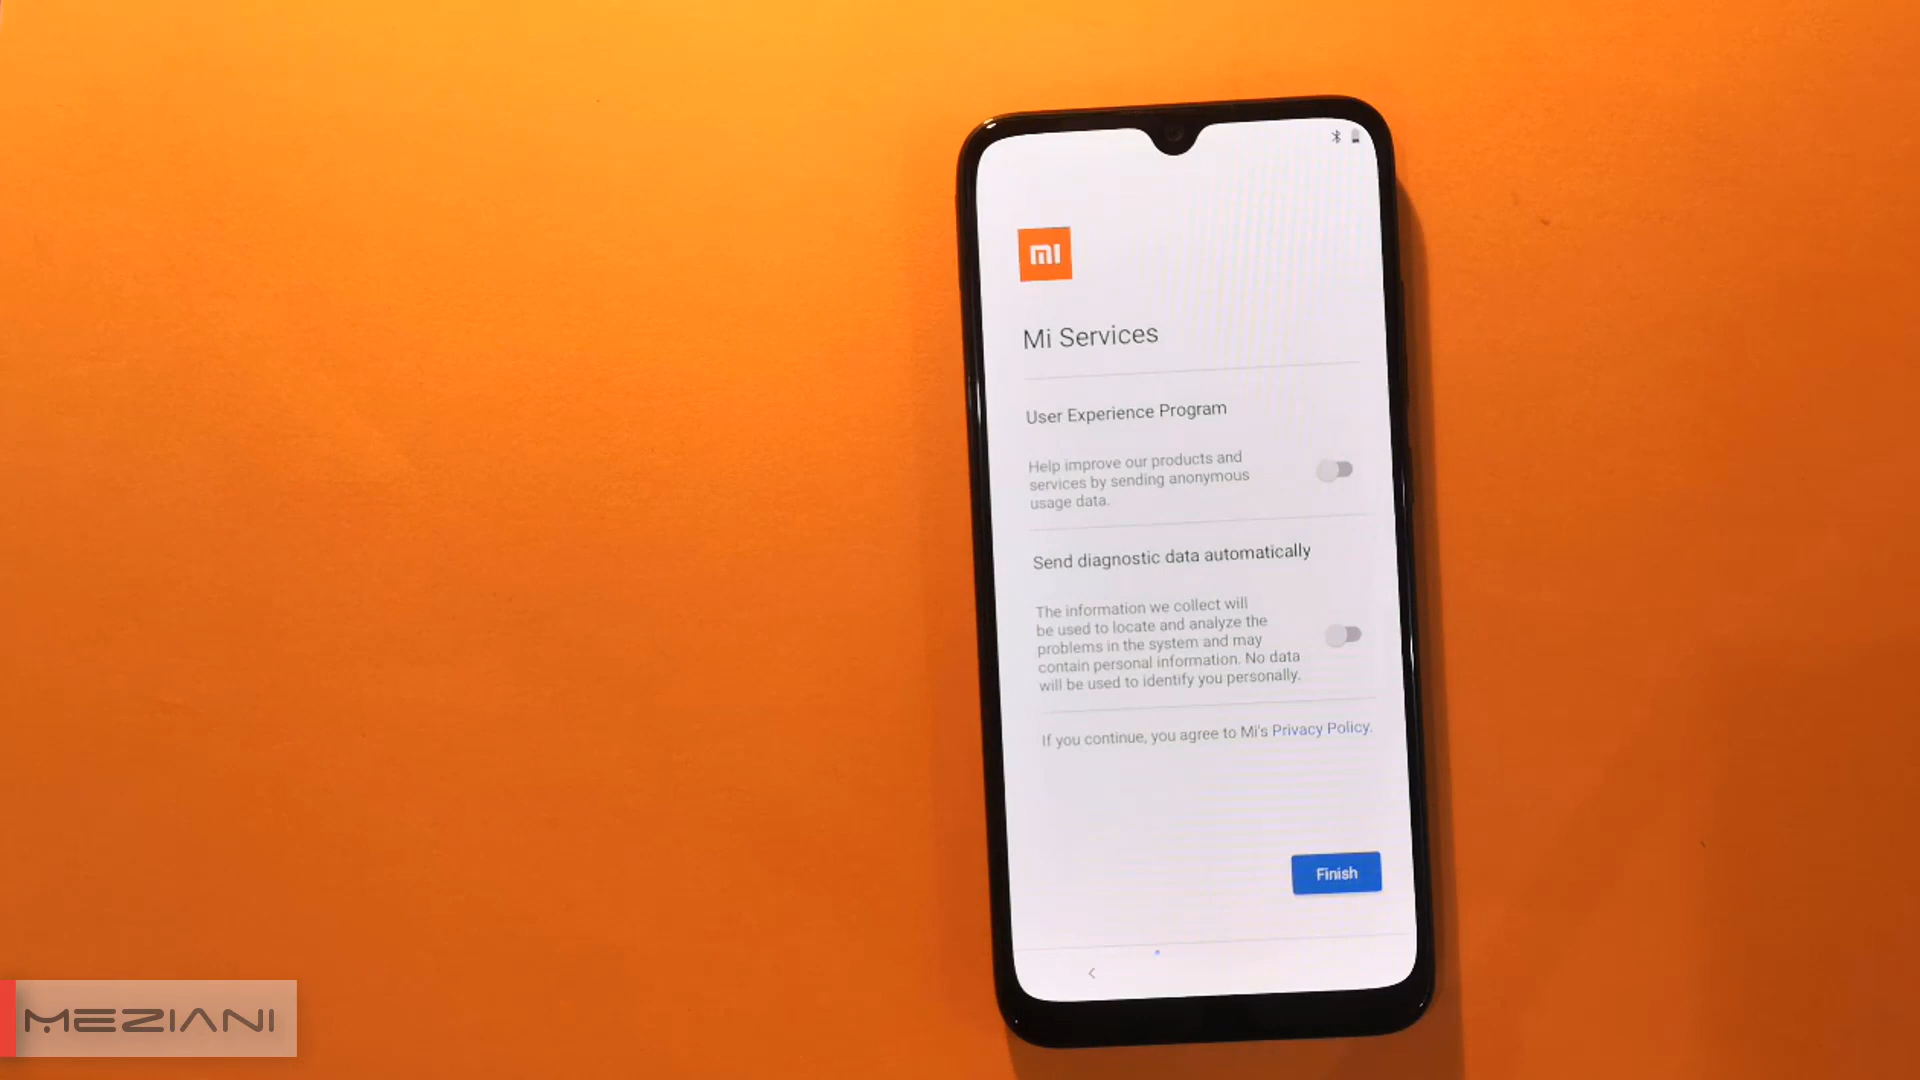 mi
Mi Services
User Experience Program
Help improve our products and
services by sending anonymous
usage data.
Send diagnostic data automatically
The information we collect will
be used to locate and analyze the
problems in the system and may
contain personal information. No data
will be used to identify you personally.
If you continue, you agree to Mi's Privacy Policy.
Finish
MEZIANI